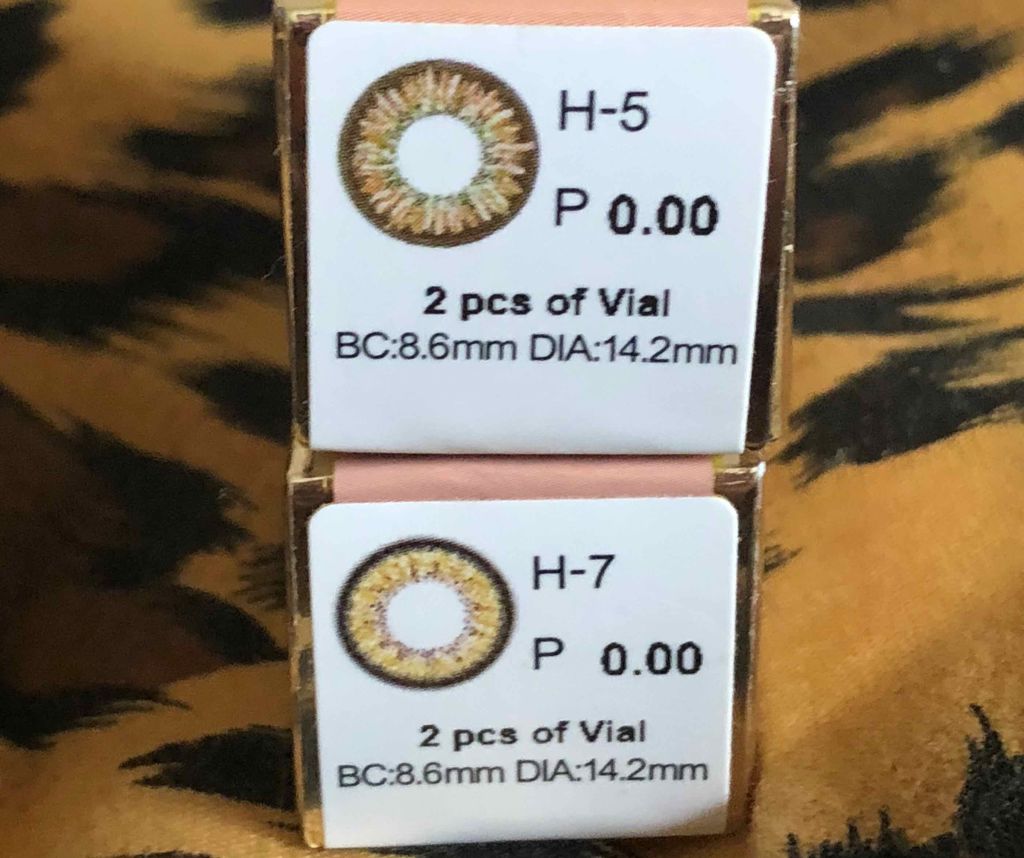 H-5
P 0.00
2 pcs of Vial
BC:8.6mm DIA:14.2mm
H-7
P 0.00
2 pcs of Vial
BC:8.6mm DIA:14.2mm